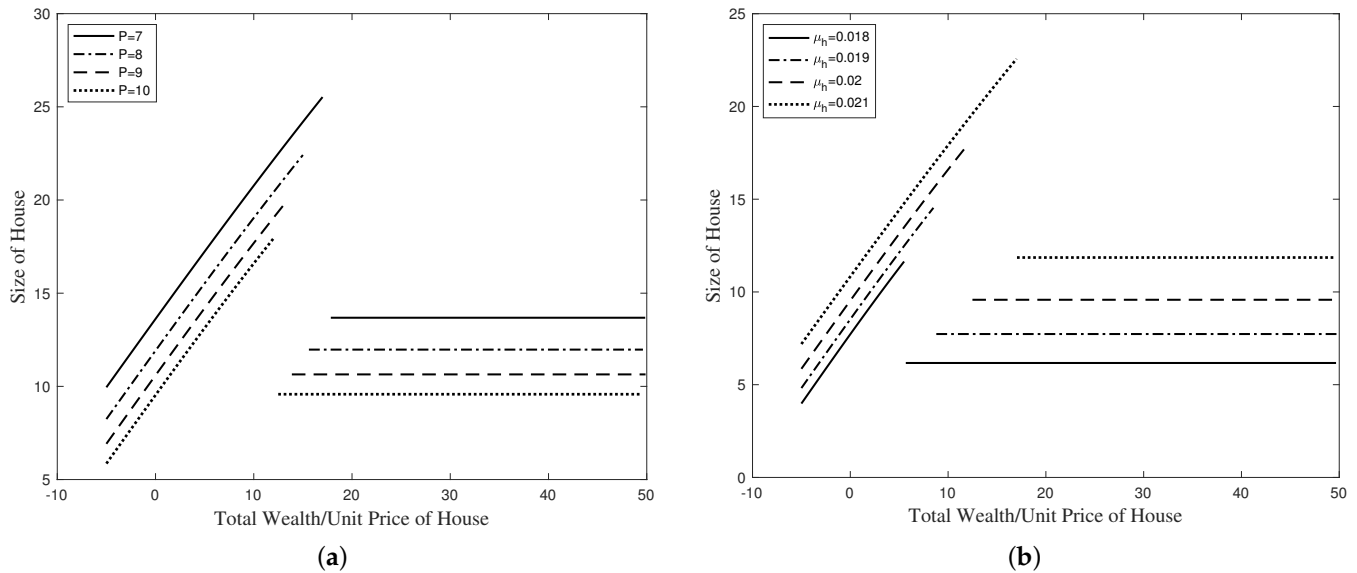 30
25
20
15
10
5
-10
0
10
20
30
40
50
P=7
P=8
P=9
P=10
Size of House
Total Wealth/Unit Price of House
(a)
25
20
15
10
5
0
-10
0
10
20
30
40
50
μh=0.018
μh=0.019
μh=0.02
μh=0.021
Size of House
Total Wealth/Unit Price of House
(b)